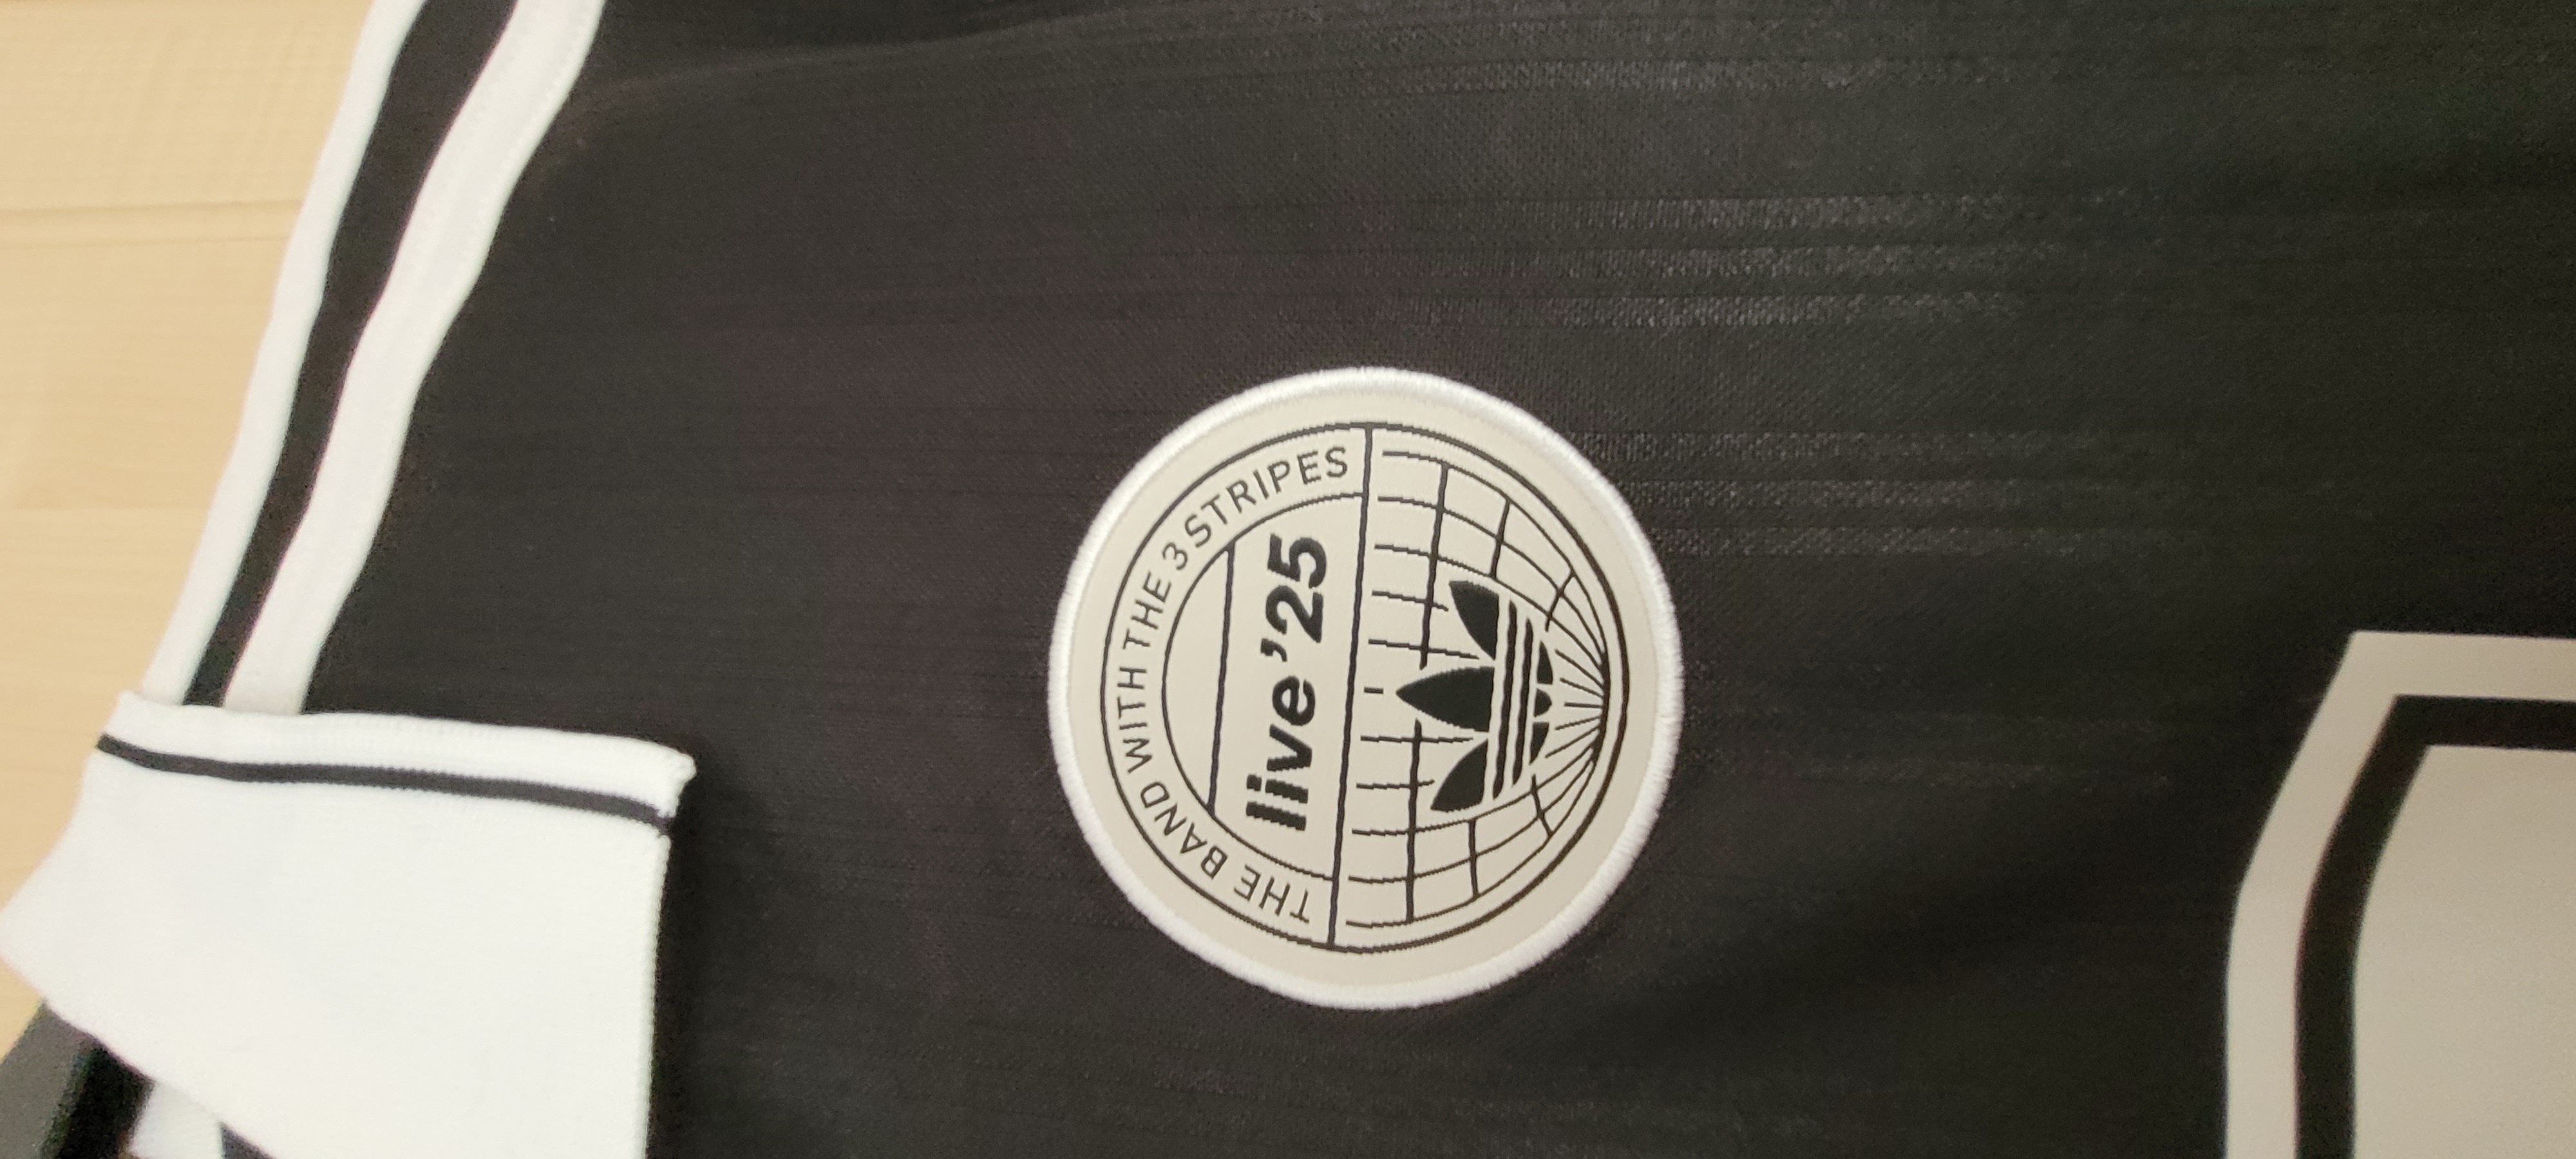 live '25
THE BAND WITH THE 3 STRIPES